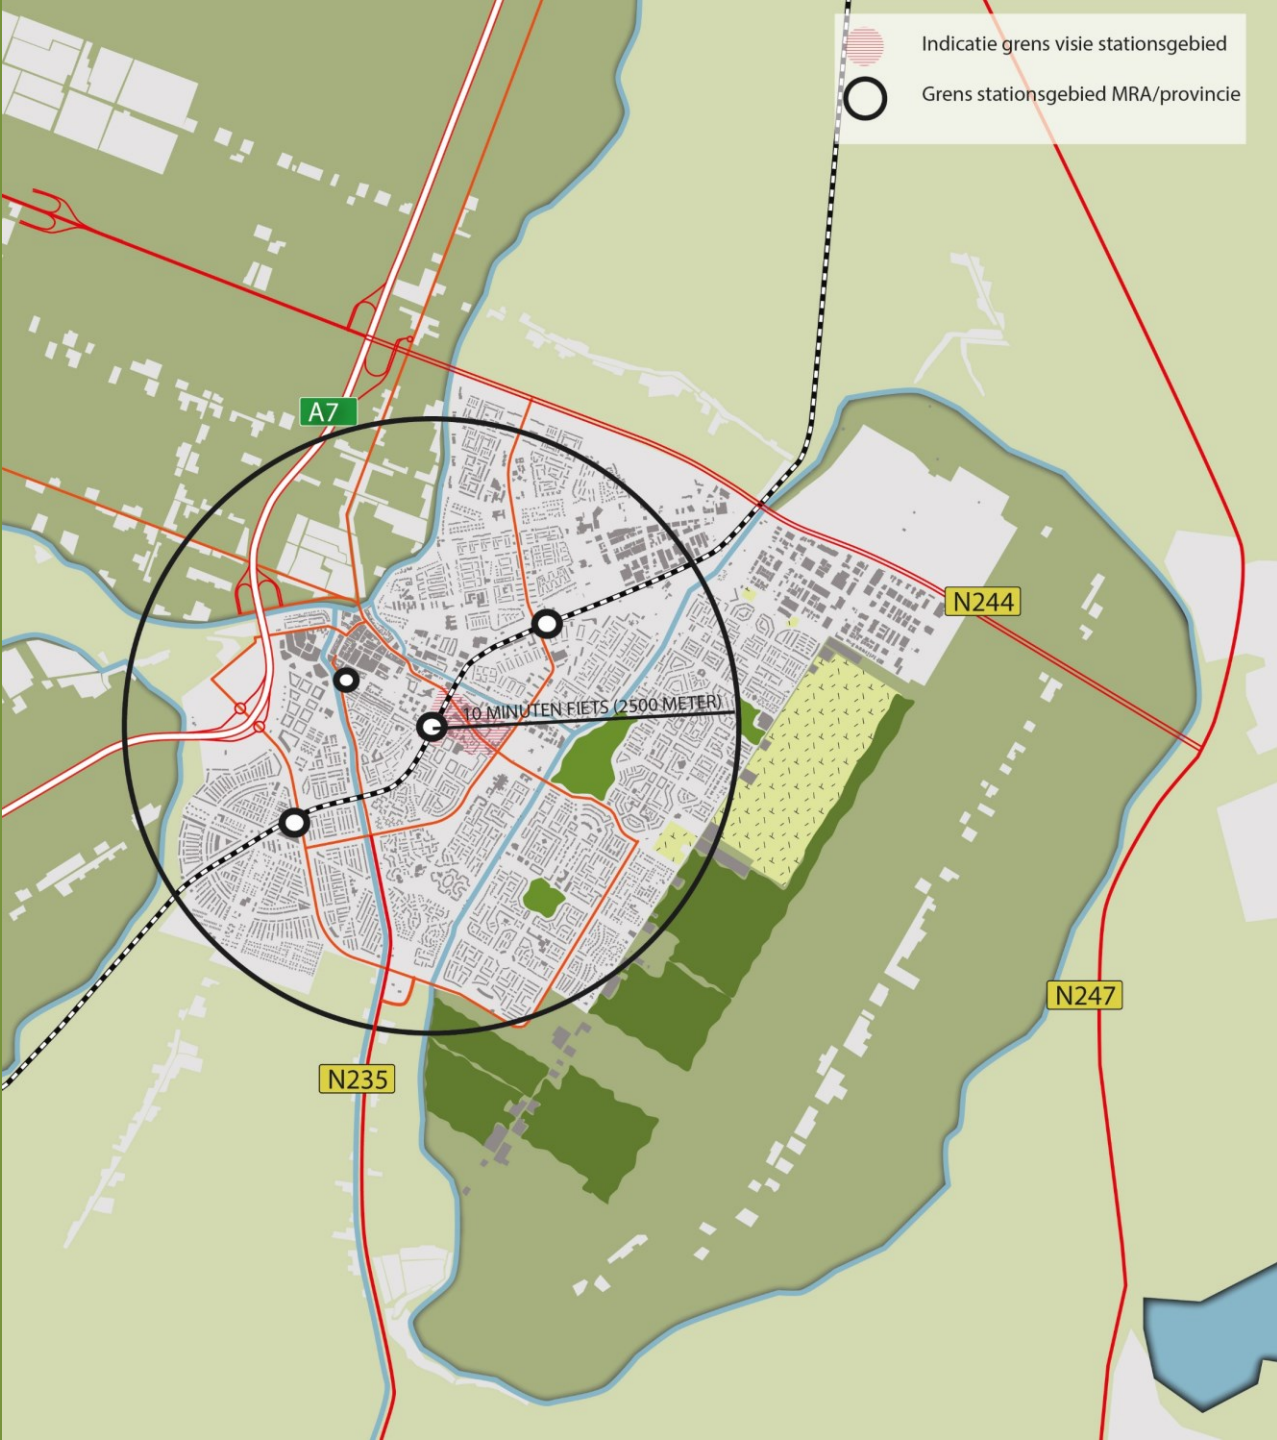 Indicatie grens visie stationsgebied
Grens stationsgebied MRA/provincie
A7
N244
10 MINUTEN FIETS (2500 METER)
N247
N235